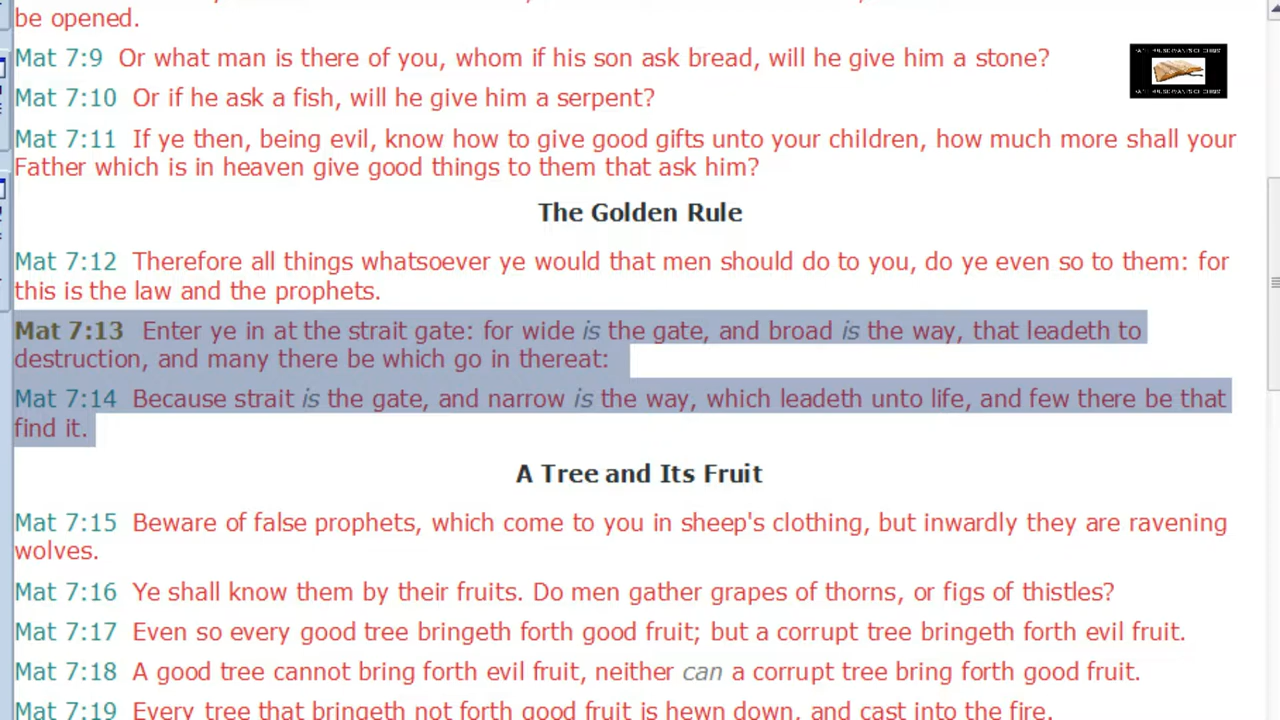 be opened.
Mat 7:9 Or what man is there of you, whom if his son ask bread, will he give him a stone?
Mat 7:10 Or if he ask a fish, will he give him a serpent?
Mat 7:11 If ye then, being evil, know how to give good gifts unto your children, how much more shall your
Father which is in heaven give good things to them that ask him?
The Golden Rule
Mat 7:12 Therefore all things whatsoever ye would that men should do to you, do ye even so to them: for
this is the law and the prophets.
Mat 7:13 Enter ye in at the strait gate: for wide is the gate, and broad is the way, that leadeth to
destruction, and many there be which go in thereat:
Mat 7:14 Because strait is the gate, and narrow is the way, which leadeth unto life, and few there be that
find it.
A Tree and Its Fruit
Mat 7:15 Beware of false prophets, which come to you in sheep's clothing, but inwardly they are ravening
wolves.
Mat 7:16 Ye shall know them by their fruits. Do men gather grapes of thorns, or figs of thistles?
Mat 7:17 Even so every good tree bringeth forth good fruit; but a corrupt tree bringeth forth evil fruit.
Mat 7:18 A good tree cannot bring forth evil fruit, neither can a corrupt tree bring forth good fruit.
Mat 7:19 Every tree that bringeth not forth good fruit is hewn down, and cast into the fire.